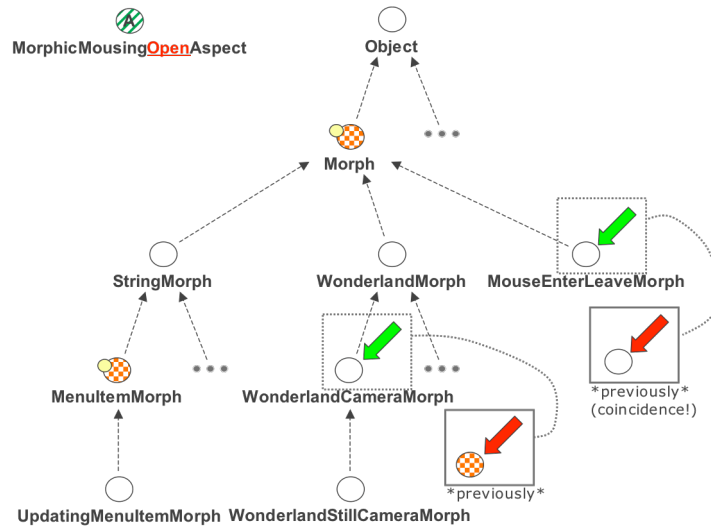 A
MorphicMousingOpenAspect
Object
Morph
StringMorph
WonderlandMorph
MouseEnterLeaveMorph
MenuItemMorph
WonderlandCameraMorph
*previously*
(coincidence!)
*previously*
UpdatingMenuItemMorph
WonderlandStillCameraMorph